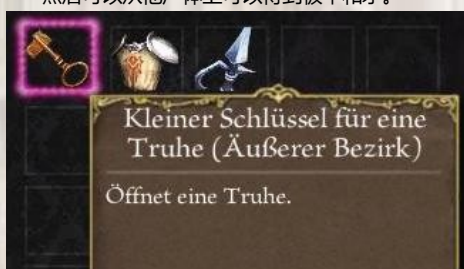 Kleiner Schlüssel für eine
Truhe (Äußerer Bezirk)
Öffnet eine Truhe.